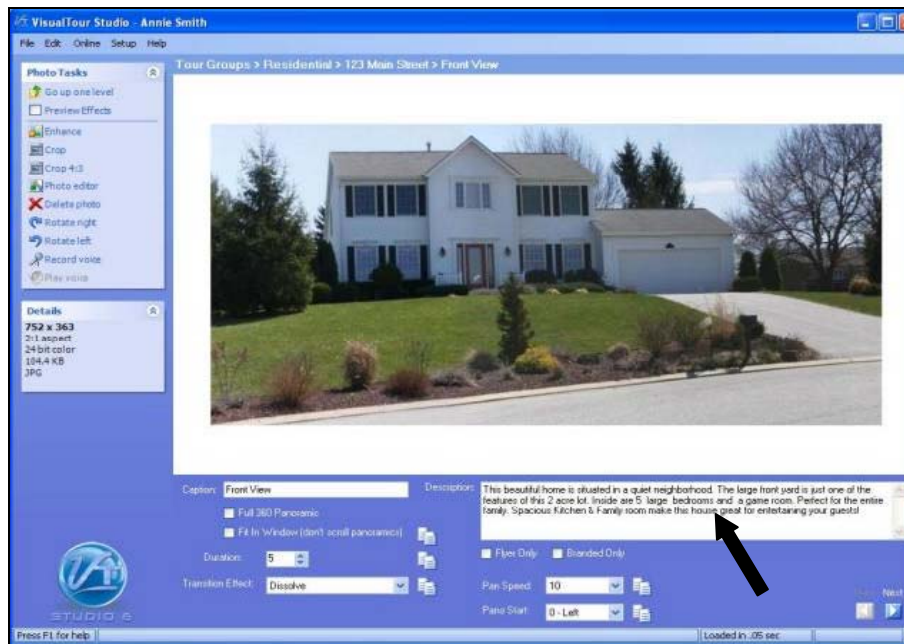 VisualTour Studio - Annie Smith
File Edit Online Setup Help
Tour Groups > Residential > 123 Main Street > Front View
Photo Tasks
Go up one level
Preview Effects
Enhance
Crop
Crop 4:3
Photo editor
Delete photo
Rotate right
Rotate left
Record voice
Play voice
Details
752 x 363
2:1 aspect
24 bit color
104.4 KB
JPG
Caption: Front View
Full 360 Panoramic
Fit In Window (don't scroll panoramics)
Duration: 5
Transition Effect: Dissolve
Description: This beautiful home is situated in a quiet neighborhood. The large front yard is just one of the
features of this 2 acre lot. Inside are 5 large bedrooms and a game room. Perfect for the entire
family. Spacious Kitchen & Family room make this house great for entertaining your guests!
Flyer Only Branded Only
Pan Speed: 10
Pano Start: 0 - Left
Next
STUDIO 6
Press F1 for help
Loaded in .05 sec